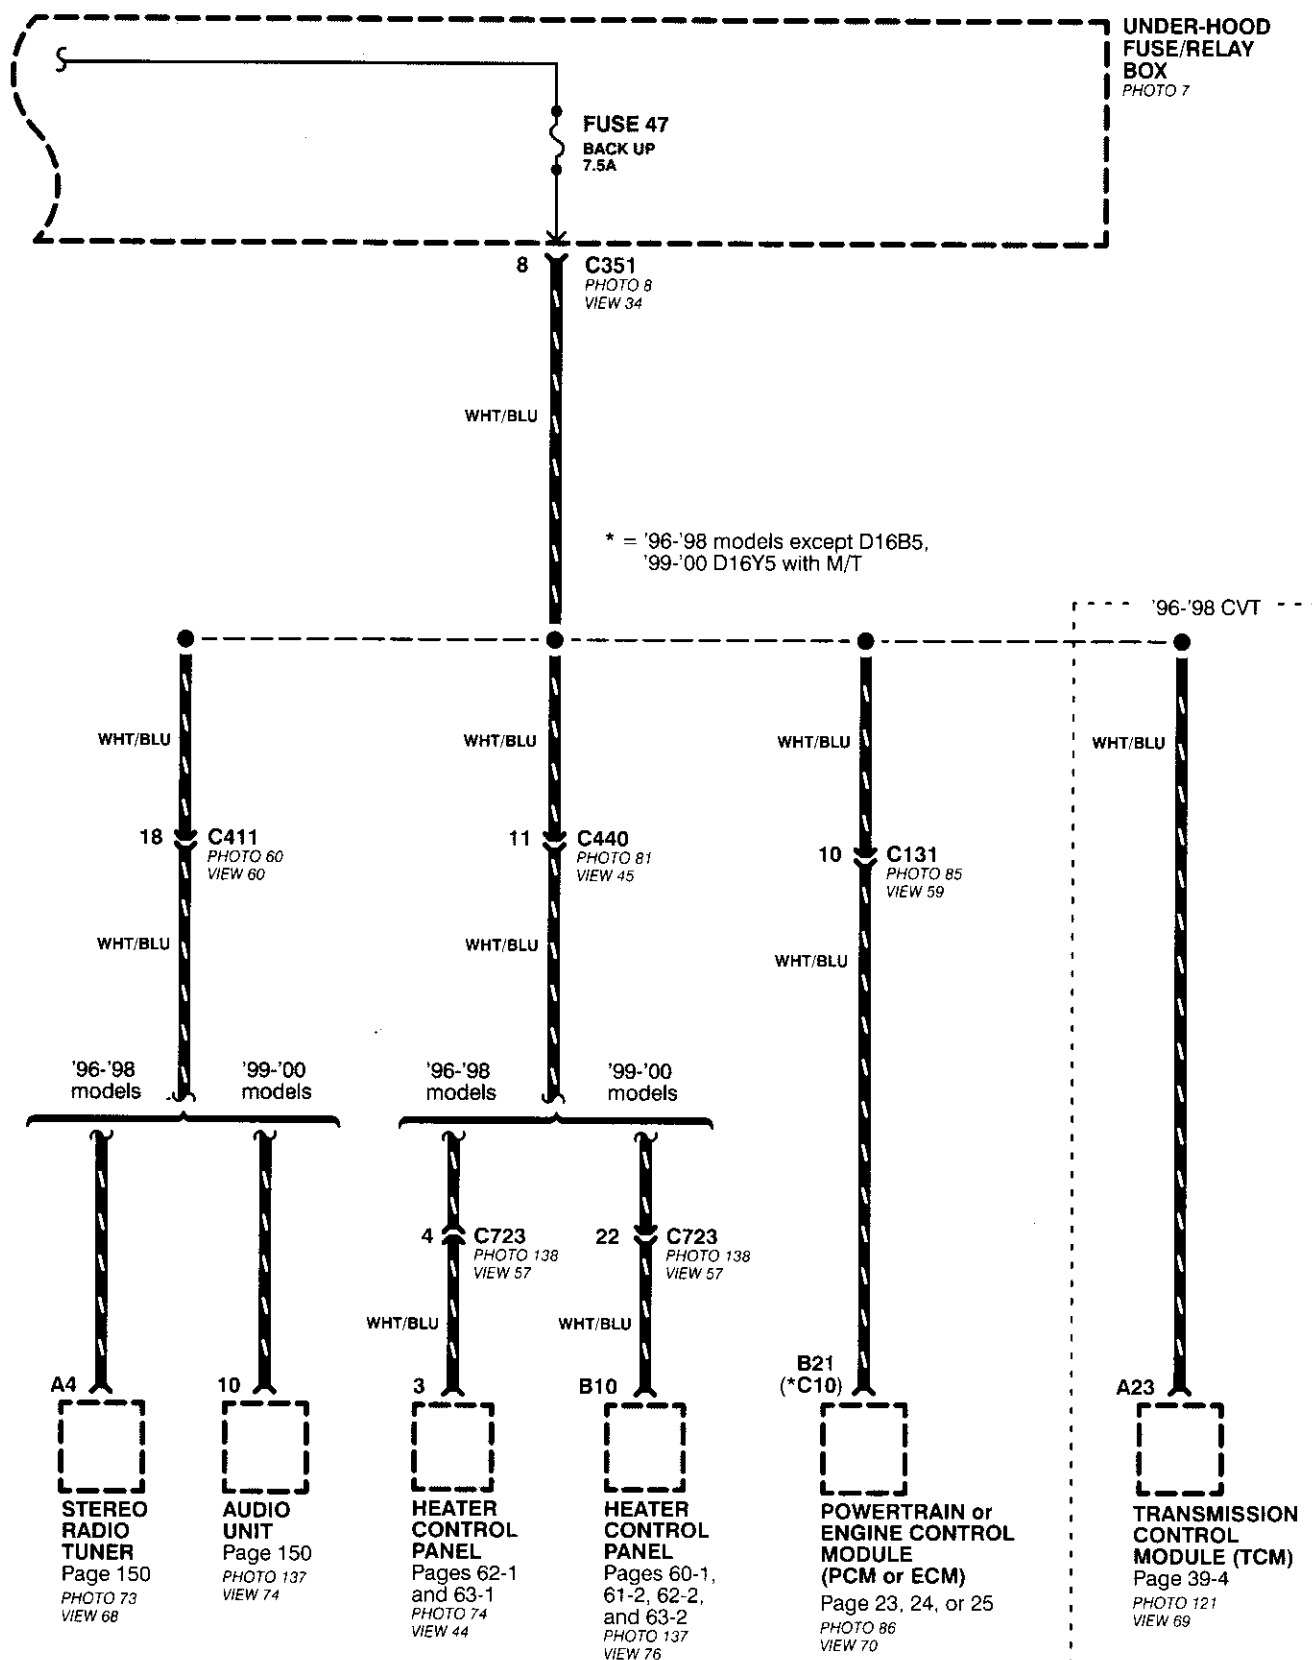 UNDER-HOOD
FUSE/RELAY
BOX
PHOTO 7
FUSE 47
BACK UP
7.5A
8
C351
PHOTO 8
VIEW 34
WHT/BLU
* = '96-'98 models except D16B5,
'99-'00 D16Y5 with M/T
'96-'98 CVT
WHT/BLU
WHT/BLU
WHT/BLU
WHT/BLU
18
C411
PHOTO 60
VIEW 60
11
C440
PHOTO 81
VIEW 45
10
C131
PHOTO 85
VIEW 59
WHT/BLU
WHT/BLU
WHT/BLU
'96-'98
models
'99-'00
models
'96-'98
models
'99-'00
models
4
C723
PHOTO 138
VIEW 57
22
C723
PHOTO 138
VIEW 57
WHT/BLU
WHT/BLU
A4
10
3
B10
B21
(*C10)
A23
STEREO
RADIO
TUNER
Page 150
PHOTO 73
VIEW 68
AUDIO
UNIT
Page 150
PHOTO 137
VIEW 74
HEATER
CONTROL
PANEL
Pages 62-1
and 63-1
PHOTO 74
VIEW 44
HEATER
CONTROL
PANEL
Pages 60-1,
61-2, 62-2,
and 63-2
PHOTO 137
VIEW 76
POWERTRAIN or
ENGINE CONTROL
MODULE
(PCM or ECM)
Page 23, 24, or 25
PHOTO 86
VIEW 70
TRANSMISSION
CONTROL
MODULE (TCM)
Page 39-4
PHOTO 121
VIEW 69